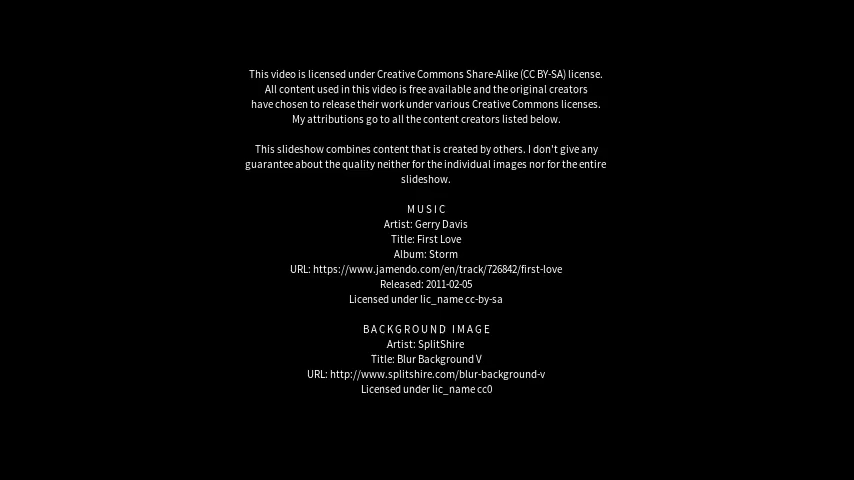 This video is licensed under Creative Commons Share-Alike (CC BY-SA) license.
All content used in this video is free available and the original creators
have chosen to release their work under various Creative Commons licenses.
My attributions go to all the content creators listed below.
This slideshow combines content that is created by others. I don't give any
guarantee about the quality neither for the individual images nor for the entire
slideshow.
MUSIC
Artist: Gerry Davis
Title: First Love
Album: Storm
URL: https://www.jamendo.com/en/track/726842/first-love
Released: 2011-02-05
Licensed under lic_name cc-by-sa
BACKGROUND IMAGE
Artist: SplitShire
Title: Blur Background V
URL: http://www.splitshire.com/blur-background-v
Licensed under lic_name cc0